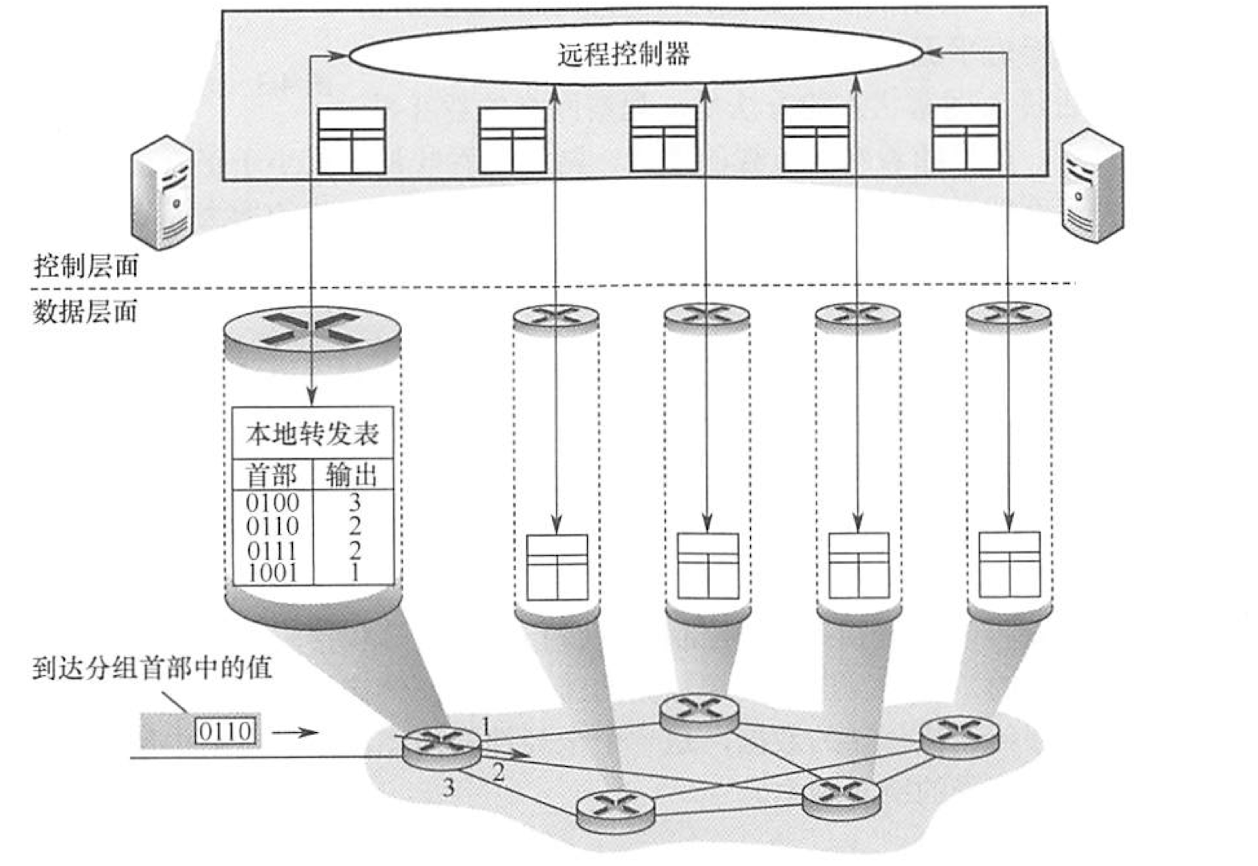 远程控制器
控制层面
数据层面
本地转发表
首部 输出
0100 3
0110 2
0111 2
1001 1
到达分组首部中的值
0110
1
2
3